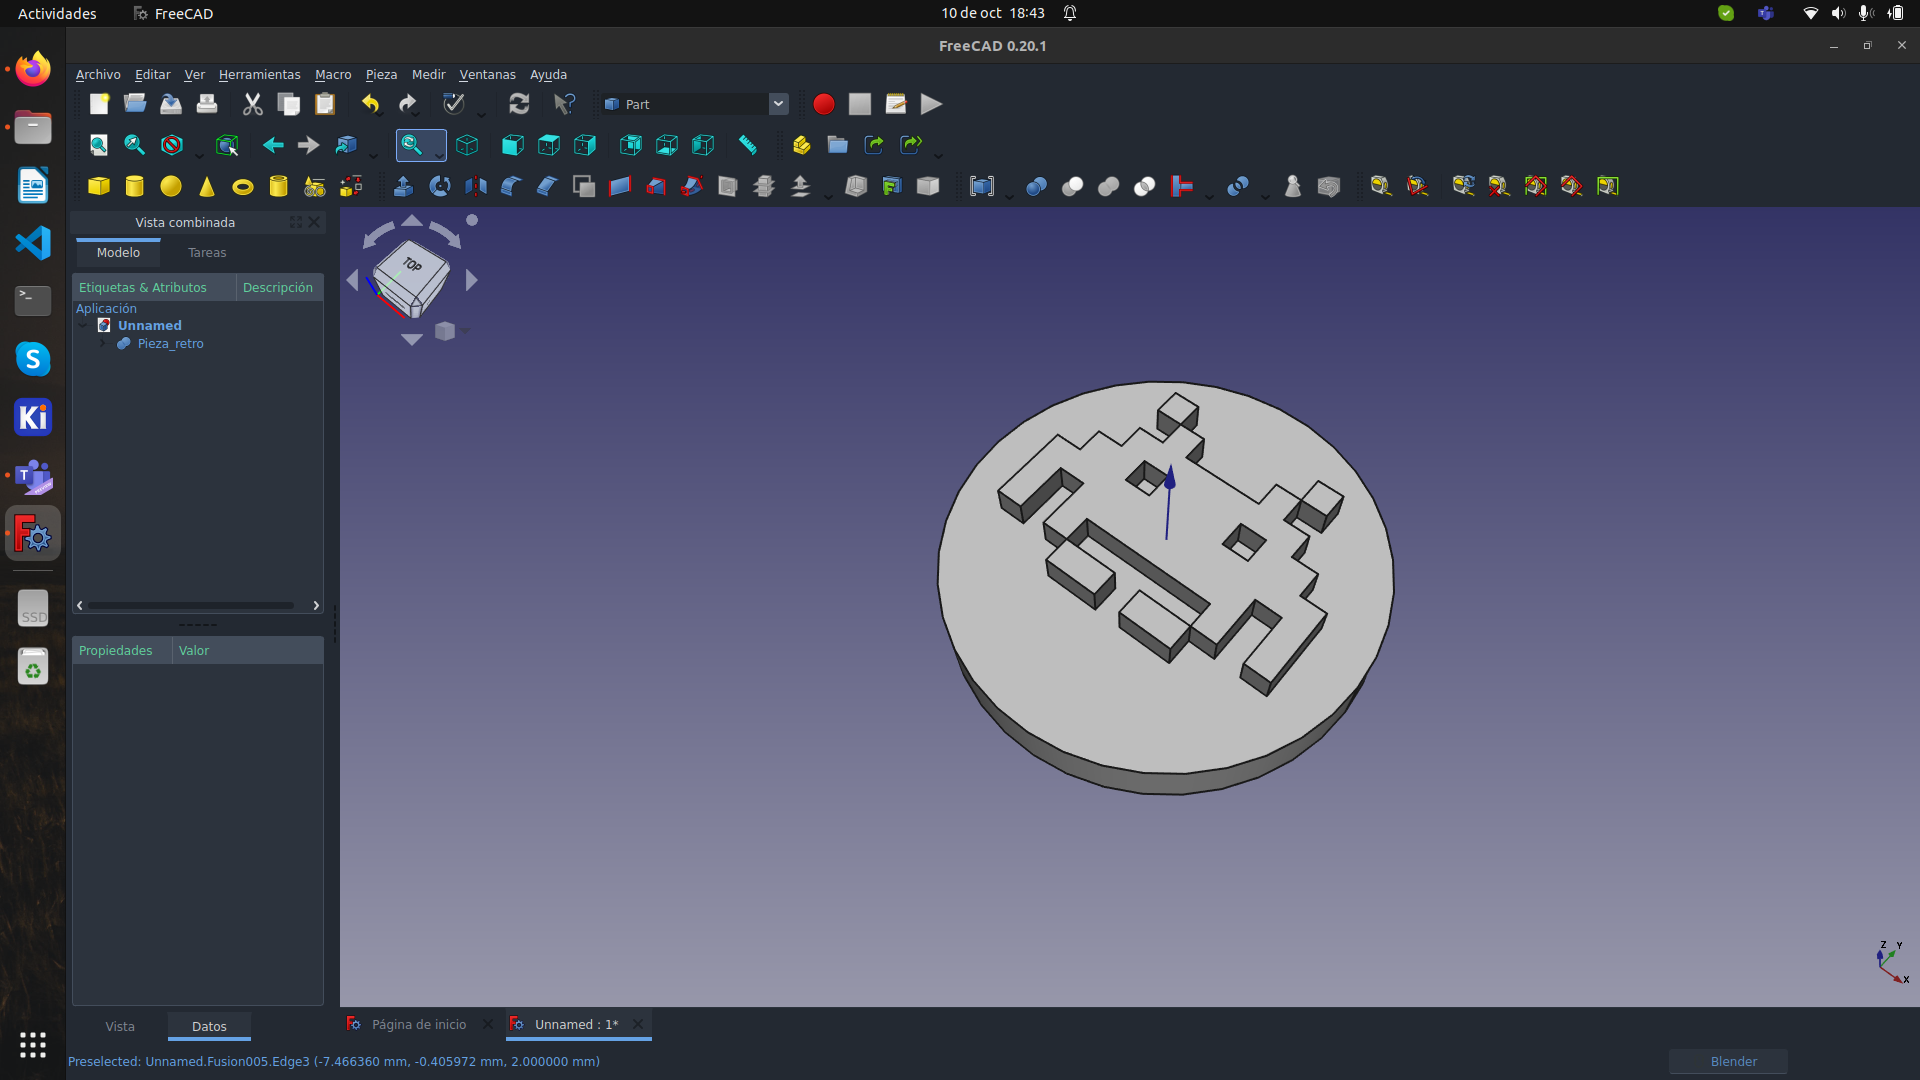 Actividades FreeCAD 10 de oct 18:43
FreeCAD 0.20.1
Archivo Editar Ver Herramientas Macro Pieza Medir Ventanas Ayuda
Part
Vista combinada
Modelo Tareas
Etiquetas & Atributos Descripción
Aplicación
Unnamed
Pieza_retro
TOP
S
Ki
T
SSD
Propiedades Valor
Z Y
X
Vista Datos
Página de inicio Unnamed : 1*
Preselected: Unnamed.Fusion005.Edge3 (-7.466360 mm, -0.405972 mm, 2.000000 mm) Blender